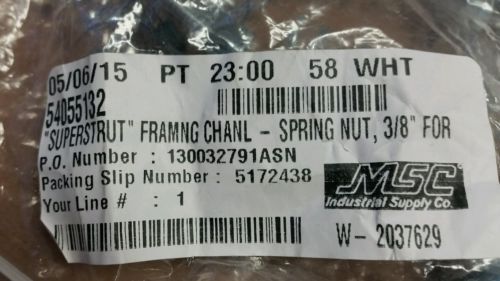 05/06/15 PT 23:00 58 WHT
54055132
"SUPERSTRUT" FRAMNG CHANL - SPRING NUT, 3/8" FOR
P.O. Number : 130032791ASN
Packing Slip Number : 5172438
Your Line # : 1
MSC
Industrial Supply Co.
W- 2037629